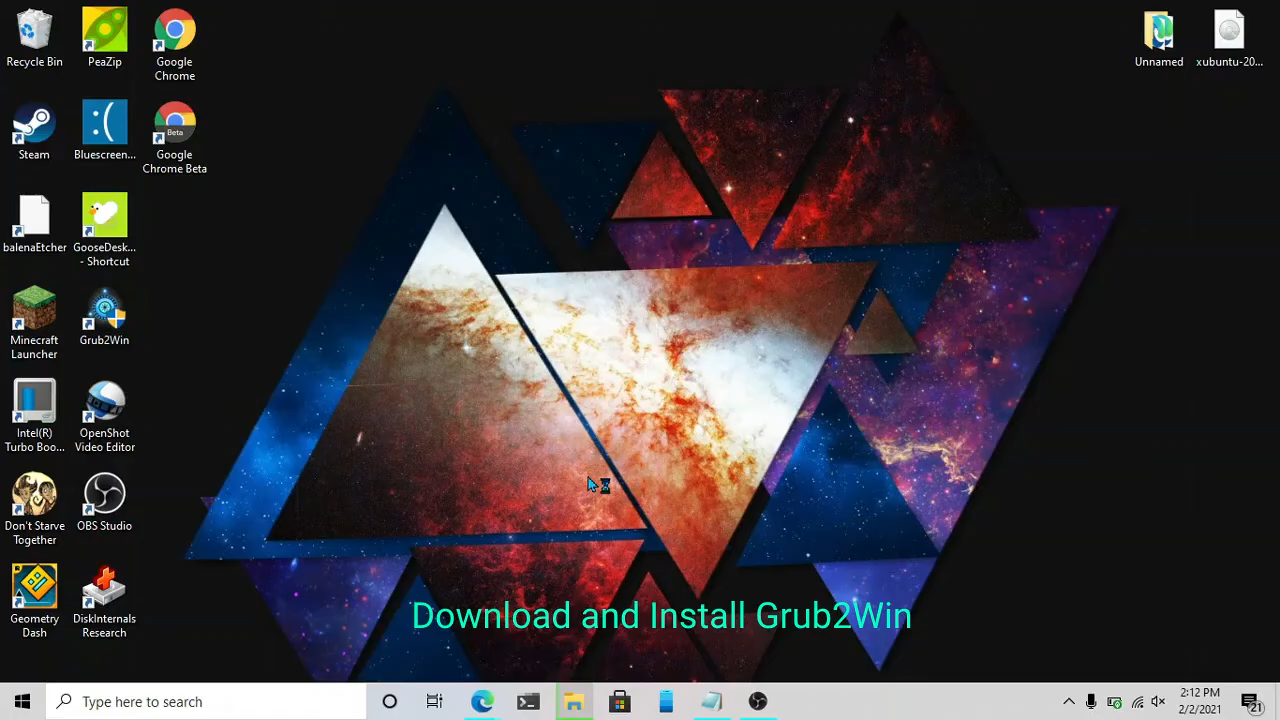 Recycle Bin
PeaZip
Google
Chrome
Unnamed
xubuntu-20...
Steam
:(
Bluescreen...
Beta
Google
Chrome Beta
balenaEtcher
GooseDesk...
- Shortcut
Minecraft
Launcher
Grub2Win
Intel(R)
Turbo Boo...
OpenShot
Video Editor
Don't Starve
Together
OBS Studio
Geometry
Dash
DiskInternals
Research
Download and Install Grub2Win
Type here to search
2:12 PM
2/2/2021
21